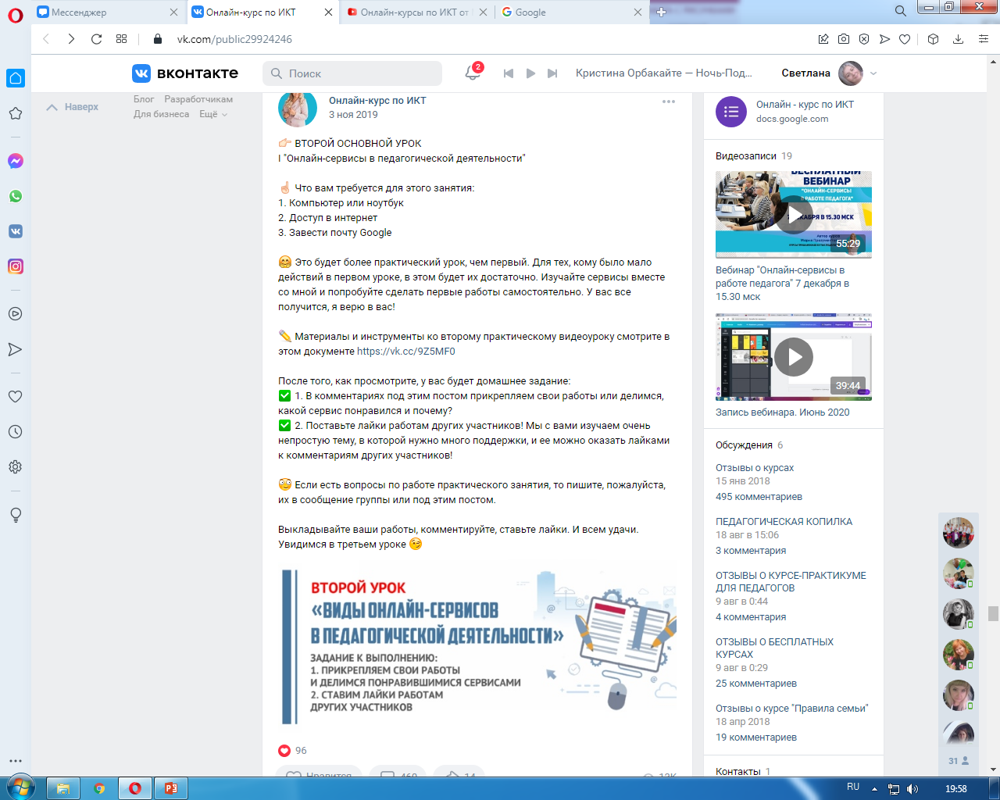 Мессенджер
Онлайн-курс по ИКТ
Онлайн-курсы по ИКТ от
Google
vk.com/public29924246
вконтакте
Поиск
2
Кристина Орбакайте — Ночь-Под...
Светлана
Наверх
Блог Разработчикам
Для бизнеса Ещё
Онлайн-курс по ИКТ
3 ноя 2019
👉🏻 ВТОРОЙ ОСНОВНОЙ УРОК
I "Онлайн-сервисы в педагогической деятельности"
☝🏻 Что вам требуется для этого занятия:
1. Компьютер или ноутбук
2. Доступ в интернет
3. Завести почту Google
🤗 Это будет более практический урок, чем первый. Для тех, кому было мало
действий в первом уроке, в этом будет их достаточно. Изучайте сервисы вместе
со мной и попробуйте сделать первые работы самостоятельно. У вас все
получится, я верю в вас!
✏ Материалы и инструменты ко второму практическому видеоуроку смотрите в
этом документе https://vk.cc/9Z5MF0
После того, как просмотрите, у вас будет домашнее задание:
✅ 1. В комментариях под этим постом прикрепляем свои работы или делимся,
какой сервис понравился и почему?
✅ 2. Поставьте лайки работам других участников! Мы с вами изучаем очень
непростую тему, в которой нужно много поддержки, и ее можно оказать лайками
к комментариям других участников!
😳 Если есть вопросы по работе практического занятия, то пишите, пожалуйста,
их в сообщение группы или под этим постом.
Выкладывайте ваши работы, комментируйте, ставьте лайки. И всем удачи.
Увидимся в третьем уроке 😉
ВТОРОЙ УРОК
«ВИДЫ ОНЛАЙН-СЕРВИСОВ
В ПЕДАГОГИЧЕСКОЙ ДЕЯТЕЛЬНОСТИ»
ЗАДАНИЕ К ВЫПОЛНЕНИЮ:
1. ПРИКРЕПЛЯЕМ СВОИ РАБОТЫ
И ДЕЛИМСЯ ПОНРАВИВШИМИСЯ СЕРВИСАМИ
2. СТАВИМ ЛАЙКИ РАБОТАМ
ДРУГИХ УЧАСТНИКОВ
96
Нравится 460 14 12K
Онлайн - курс по ИКТ
docs.google.com
Видеозаписи 19
БЕСПЛАТНЫЙ
ВЕБИНАР
"ОНЛАЙН-СЕРВИСЫ
В РАБОТЕ ПЕДАГОГА"
7 ДЕКАБРЯ В 15.30 МСК
55:29
Вебинар "Онлайн-сервисы в
работе педагога" 7 декабря в
15.30 мск
39:44
Запись вебинара. Июнь 2020
Обсуждения 6
Отзывы о курсах
15 янв 2018
495 комментариев
ПЕДАГОГИЧЕСКАЯ КОПИЛКА
18 авг в 15:06
3 комментария
ОТЗЫВЫ О КУРСЕ-ПРАКТИКУМЕ
ДЛЯ ПЕДАГОГОВ
9 авг в 0:44
4 комментария
ОТЗЫВЫ О БЕСПЛАТНЫХ
КУРСАХ
9 авг в 0:29
25 комментариев
Отзывы о курсе "Правила семьи"
18 апр 2018
19 комментариев
Контакты 1
31
RU
19:58